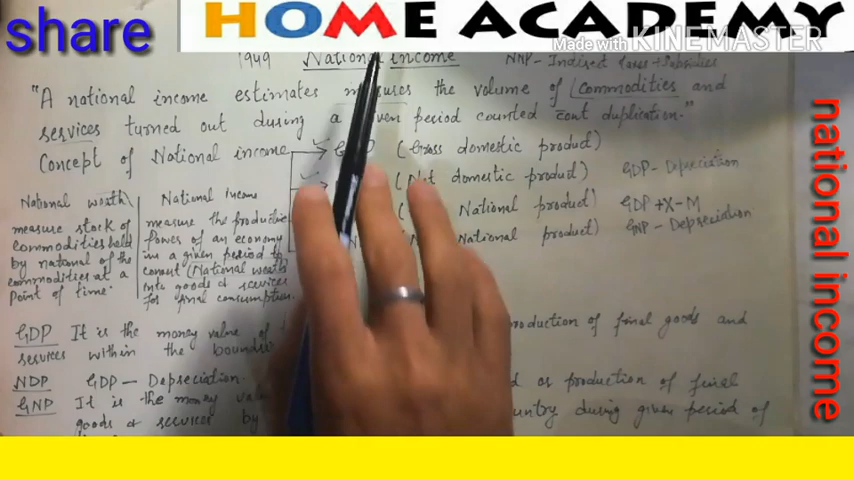 share
HOME ACADEMY
Made with KINEMASTER
1949 National income NNP - Indirect taxes + Subsidies
"A national income estimates measures the volume of commodities and
services turned out during a given period counted cout duplication."
Concept of National income GDP (Gross domestic product)
(Net domestic product) GDP - Depreciation
National product) GDP + X - M
National product) GNP - Depreciation
National wealth
measure stock of
commodities held
by national of the
commodities at a
point of time.
National Income
measure the productive
power of an economy
in a given period to
convert (National wealth
into goods & services
for final consumption.
GDP It is the money value of production of final goods and
services within the bounda
NDP GDP - Depreciation. as production of final
GNP It is the money value country during given period of
goods & services by
national income